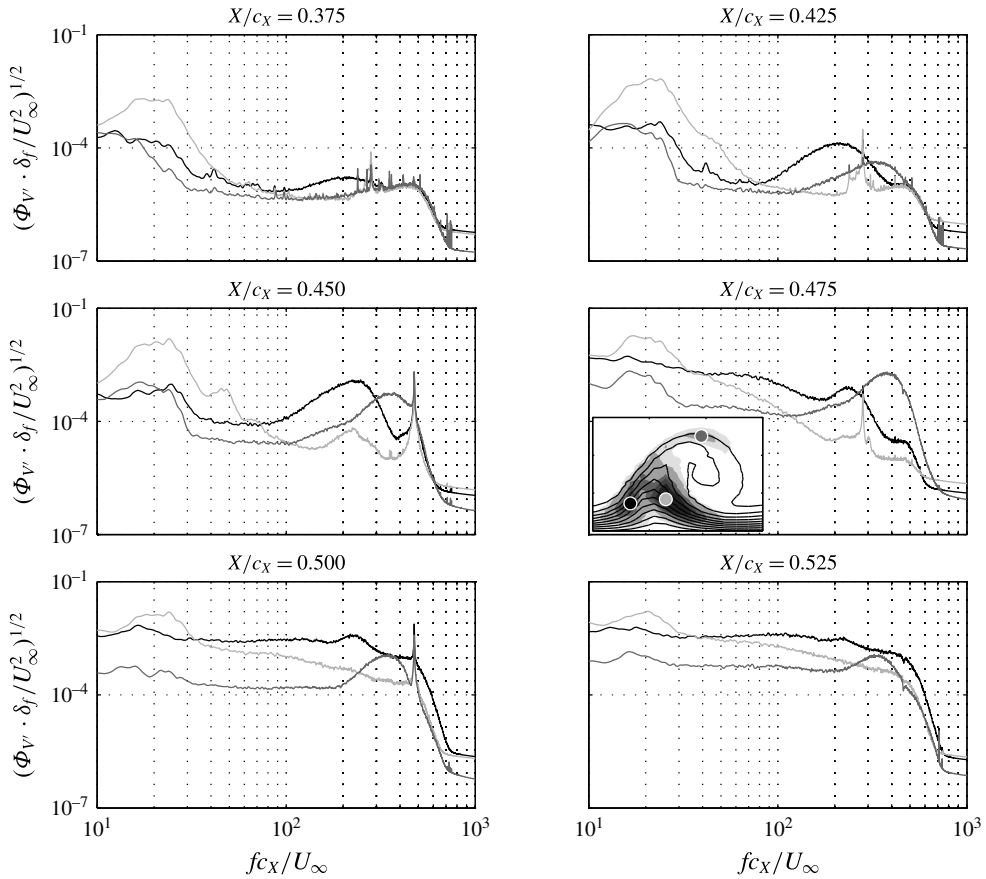 X/c_X = 0.375
X/c_X = 0.425
10^−1
10^−4
10^−7
(Φ_V′ · δ_f/U_∞^2)^1/2
X/c_X = 0.450
X/c_X = 0.475
10^−1
10^−4
10^−7
(Φ_V′ · δ_f/U_∞^2)^1/2
X/c_X = 0.500
X/c_X = 0.525
10^−1
10^−4
10^−7
(Φ_V′ · δ_f/U_∞^2)^1/2
10^1 10^2 10^3
10^1 10^2 10^3
fc_X/U_∞
fc_X/U_∞